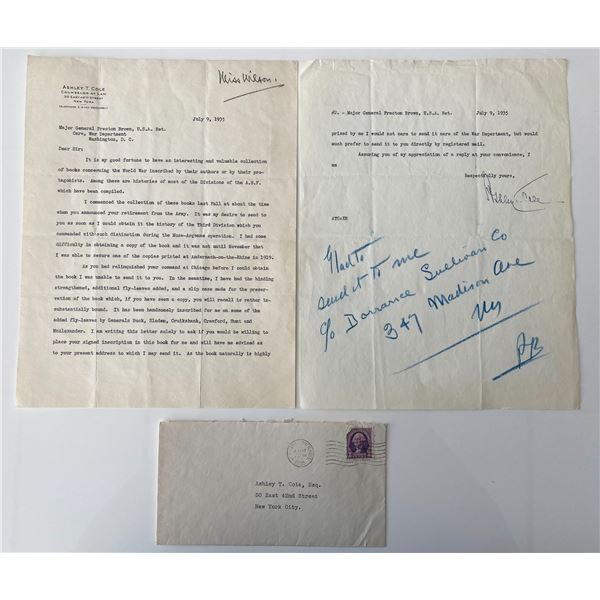 ASHLEY T. COLE
COUNSELOR AT LAW
50 EAST 42ND STREET
NEW YORK
Miss Wilson.
July 9, 1935
Major General Preston Brown, U.S.A. Ret.
Care, War Department
Washington, D. C.
Dear Sir:
It is my good fortune to have an interesting and valuable collection
of books concerning the World War inscribed by their authors or by their pro-
tagonists. Among these are histories of most of the Divisions of the A.E.F.
which have been compiled.
I commenced the collection of these books last Fall at about the
time when you announced your retirement from the Army. It was my desire to send to
you as soon as I could obtain it the history of the Third Division which you
commanded with such distinction during the Muse-Argonne operation. I had some
difficulty in obtaining a copy of the book and it was not until November that
I was able to secure one of the copies printed at Andernach-on-the-Rhine in 1919.
As you had relinquished your command at Chicago before I could obtain
the book I was unable to send it to you. In the meantime, I have had the binding
strengthened, additional fly-leaves added, and a slip case made for the preser-
vation of the book which, if you have seen a copy, you will recall is rather in-
substantially bound. It has been handsomely inscribed for me on some of the
added fly-leaves by Generals Buck, Sladen, Cruikshank, Crawford, Hunt and
McAlexander. I am writing this letter solely to ask if you would be willing to
place your signed inscription in this book for me and will have me advised as
to your present address to which I may send it. As the book naturally is highly
#2. - Major General Preston Brown, U.S.A. Ret. July 9, 1935
prized by me I would not care to send it care of the War Department, but would
much prefer to send it to you directly by registered mail.
Assuring you of my appreciation of a reply at your convenience, I
am
Respectfully yours,
Ashley T. Cole
ATC:KR
Glad to
send it to me
c/o Dorrance Sullivan Co
347 Madison Ave
NY
PB
Ashley T. Cole, Esq.
50 East 42nd Street
New York City.